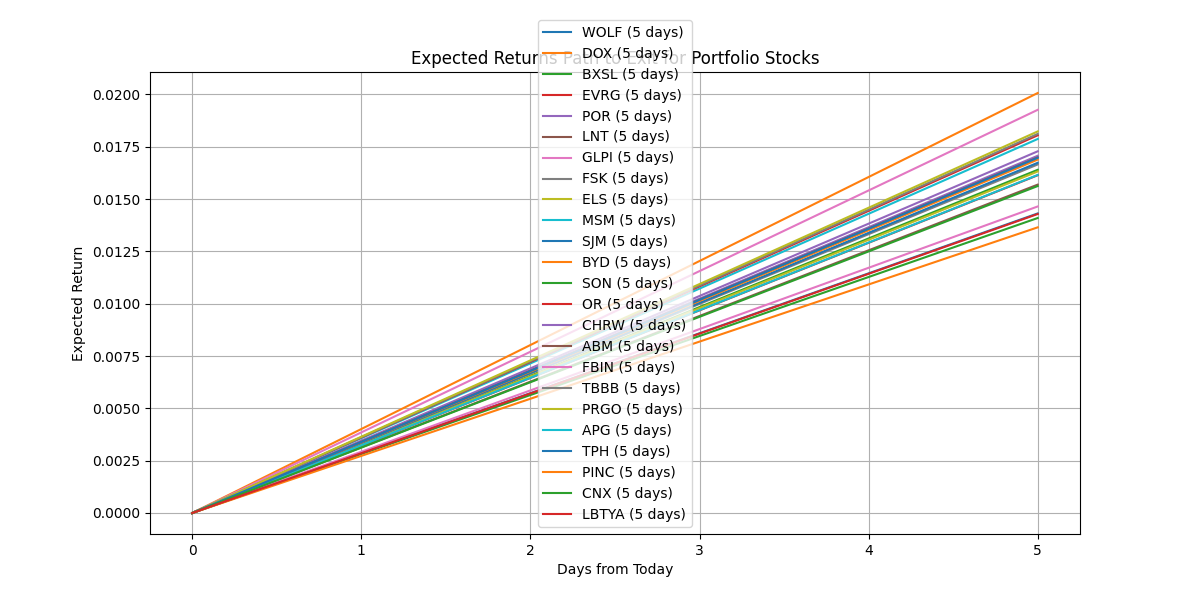 Expected Returns Path to Exit for Portfolio Stocks
WOLF (5 days)
DOX (5 days)
BXSL (5 days)
EVRG (5 days)
POR (5 days)
LNT (5 days)
GLPI (5 days)
FSK (5 days)
ELS (5 days)
MSM (5 days)
SJM (5 days)
BYD (5 days)
SON (5 days)
OR (5 days)
CHRW (5 days)
ABM (5 days)
FBIN (5 days)
TBBB (5 days)
PRGO (5 days)
APG (5 days)
TPH (5 days)
PINC (5 days)
CNX (5 days)
LBTYA (5 days)
Expected Return
0.0200
0.0175
0.0150
0.0125
0.0100
0.0075
0.0050
0.0025
0.0000
0 1 2 3 4 5
Days from Today